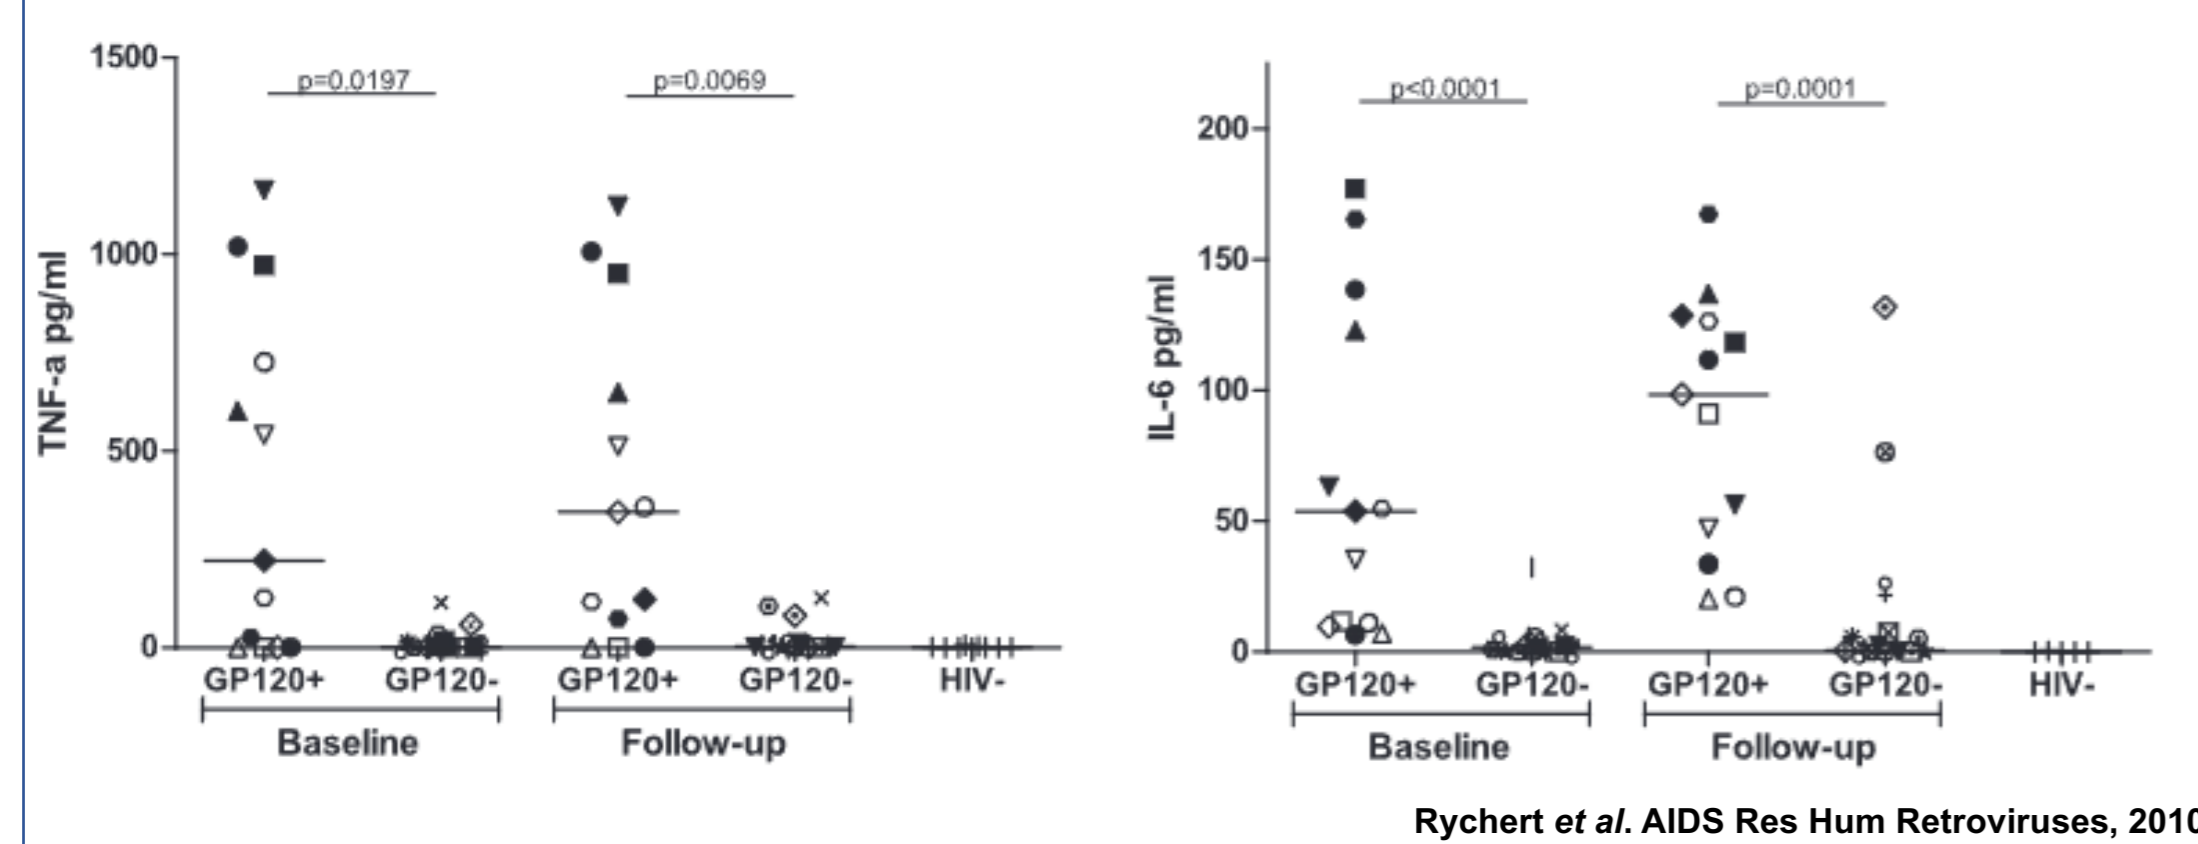 TNF-a pg/ml
1500
1000
500
0
p=0.0197
p=0.0069
GP120+ GP120- GP120+ GP120- HIV-
Baseline Follow-up
IL-6 pg/ml
200
150
100
50
0
p<0.0001
p=0.0001
GP120+ GP120- GP120+ GP120- HIV-
Baseline Follow-up
Rychert et al. AIDS Res Hum Retroviruses, 2010